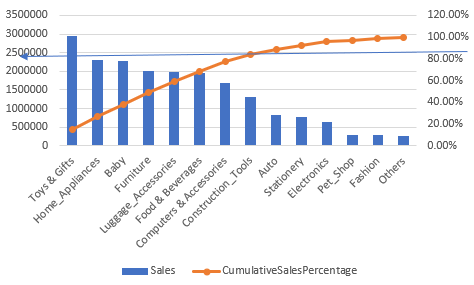 3500000
3000000
2500000
2000000
1500000
1000000
500000
0
120.00%
100.00%
80.00%
60.00%
40.00%
20.00%
0.00%
Toys & Gifts
Home_Appliances
Baby
Furniture
Luggage_Accessories
Food & Beverages
Computers & Accessories
Construction_Tools
Auto
Stationery
Electronics
Pet_Shop
Fashion
Others
Sales
CumulativeSalesPercentage